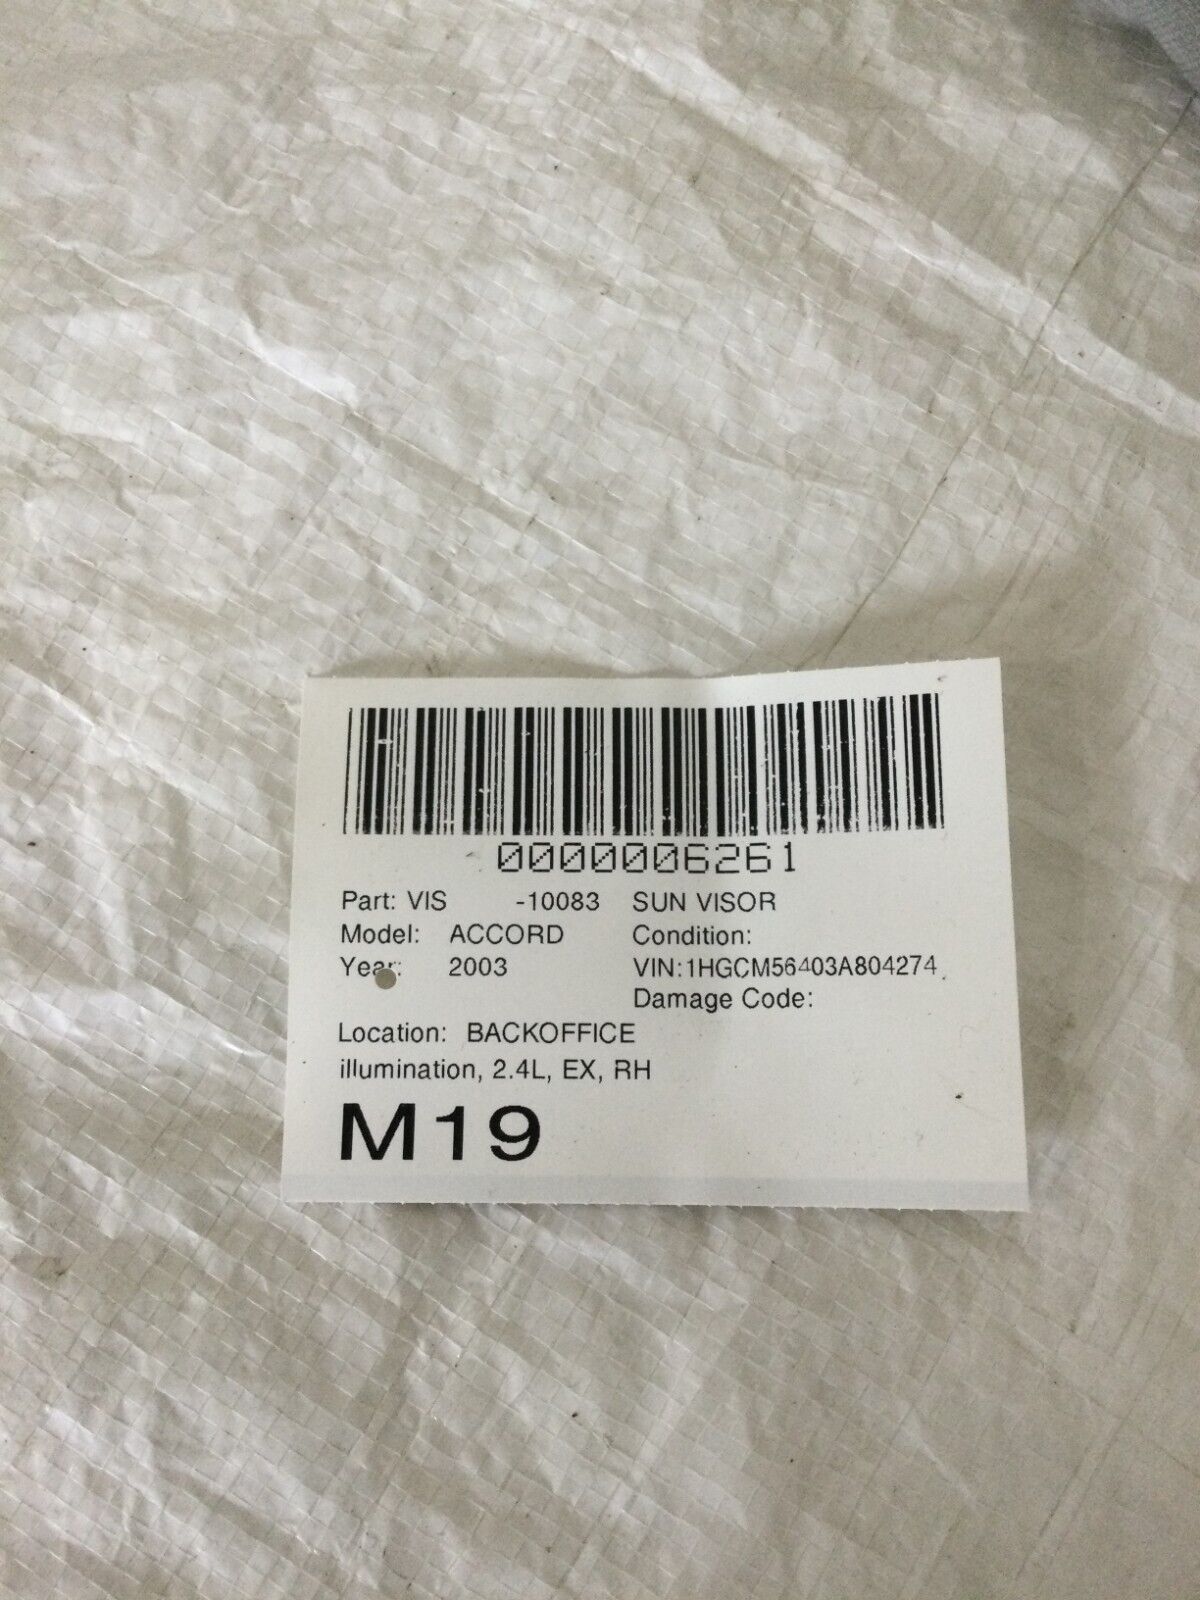 0000006261
Part: VIS -10083 SUN VISOR
Model: ACCORD Condition:
Year: 2003 VIN:1HGCM56403A804274
Damage Code:
Location: BACKOFFICE
illumination, 2.4L, EX, RH
M19